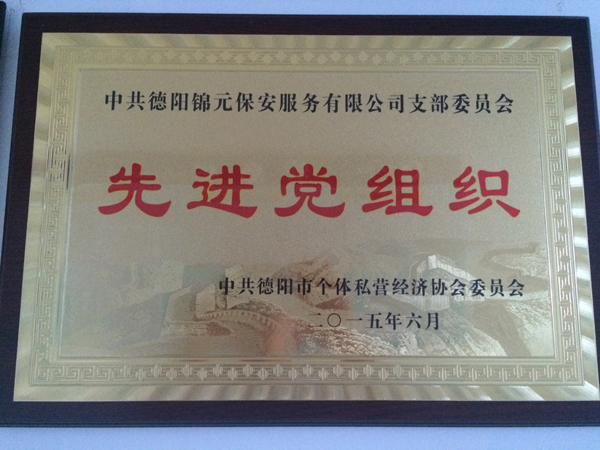 中共德阳锦元保安服务有限公司支部委员会
先进党组织
中共德阳市个体私营经济协会委员会
二〇一五年六月